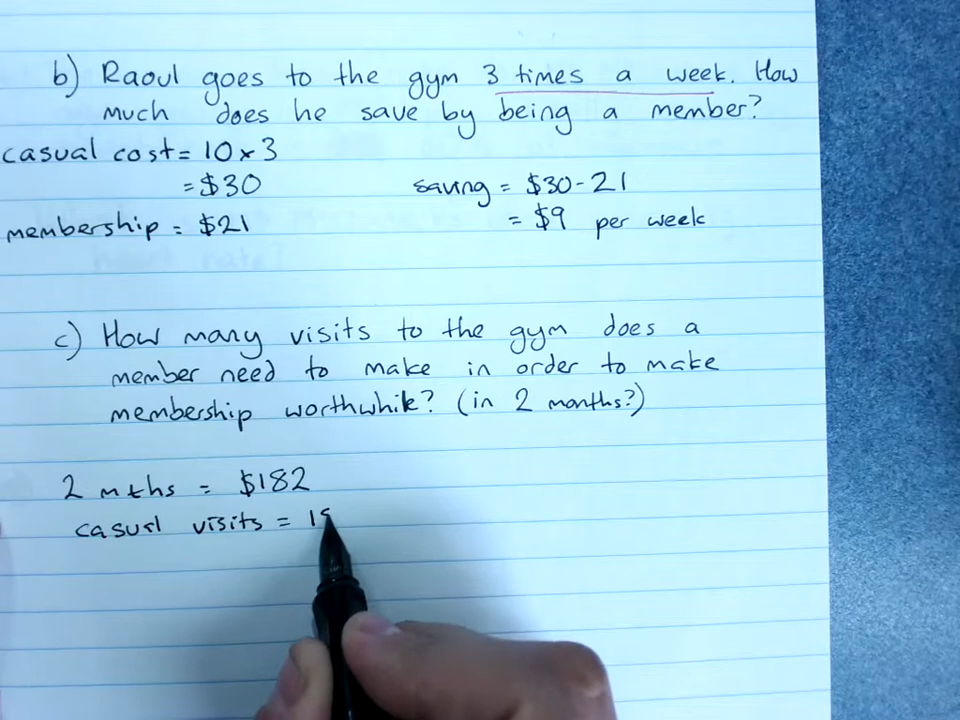 b) Raoul goes to the gym 3 times a week. How
much does he save by being a member?
casual cost = 10 x 3
= $30
membership = $21
saving = $30 - 21
= $9 per week
c) How many visits to the gym does a
member need to make in order to make
membership worthwhile? (in 2 months?)
2 mths = $182
casual visits = 18